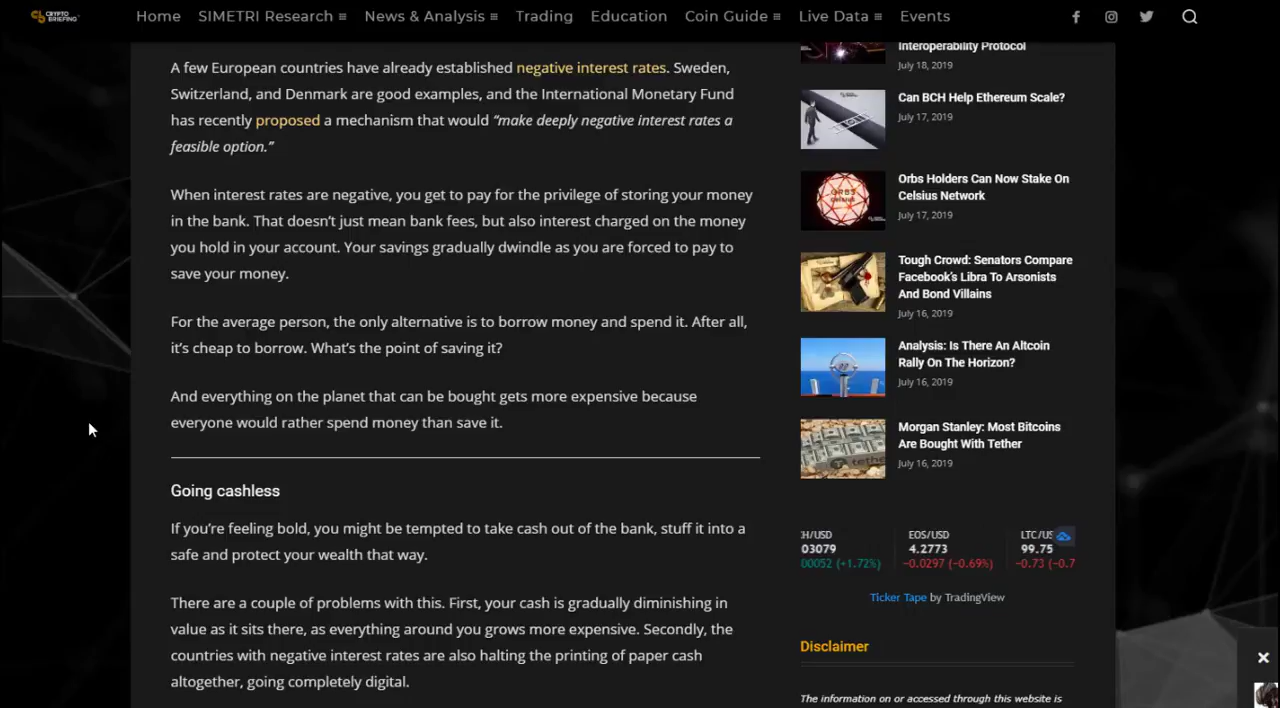 CRYPTO
BRIEFING
Home SIMETRI Research News & Analysis Trading Education Coin Guide Live Data Events
A few European countries have already established negative interest rates. Sweden,
Switzerland, and Denmark are good examples, and the International Monetary Fund
has recently proposed a mechanism that would “make deeply negative interest rates a
feasible option.”
When interest rates are negative, you get to pay for the privilege of storing your money
in the bank. That doesn’t just mean bank fees, but also interest charged on the money
you hold in your account. Your savings gradually dwindle as you are forced to pay to
save your money.
For the average person, the only alternative is to borrow money and spend it. After all,
it’s cheap to borrow. What’s the point of saving it?
And everything on the planet that can be bought gets more expensive because
everyone would rather spend money than save it.
Going cashless
If you’re feeling bold, you might be tempted to take cash out of the bank, stuff it into a
safe and protect your wealth that way.
There are a couple of problems with this. First, your cash is gradually diminishing in
value as it sits there, as everything around you grows more expensive. Secondly, the
countries with negative interest rates are also halting the printing of paper cash
altogether, going completely digital.
Interoperability Protocol
July 18, 2019
Can BCH Help Ethereum Scale?
July 17, 2019
ORBS
Orbs Holders Can Now Stake On
Celsius Network
July 17, 2019
Tough Crowd: Senators Compare
Facebook’s Libra To Arsonists
And Bond Villains
July 16, 2019
Analysis: Is There An Altcoin
Rally On The Horizon?
July 16, 2019
tether
Morgan Stanley: Most Bitcoins
Are Bought With Tether
July 16, 2019
H/USD EOS/USD LTC/US
03079 4.2773 99.75
00052 (+1.72%) −0.0297 (−0.69%) −0.73 (−0.7
Ticker Tape by TradingView
Disclaimer
The information on or accessed through this website is